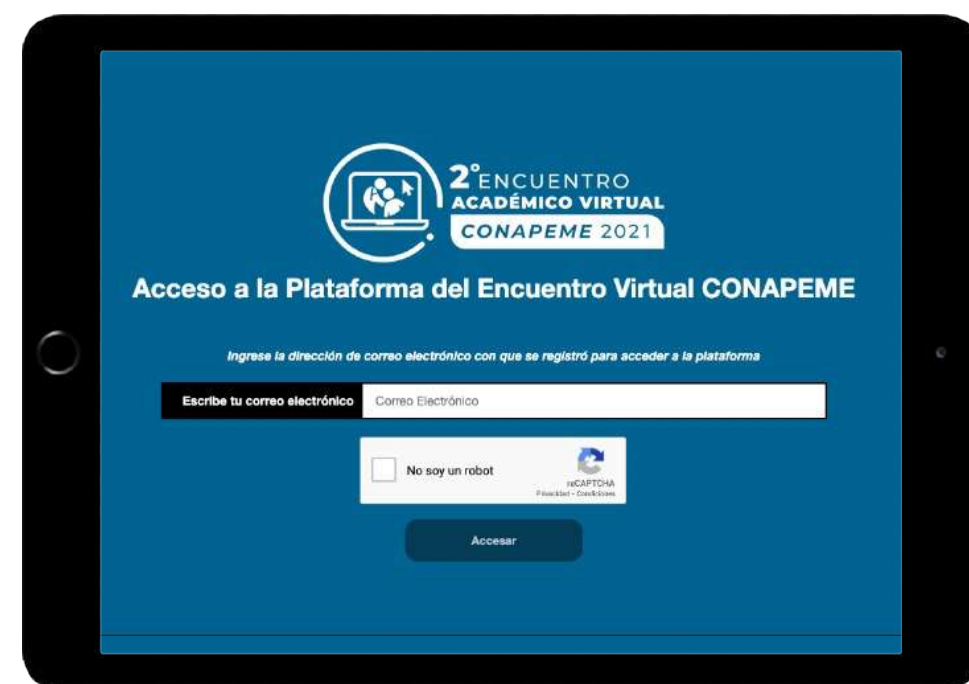 2° ENCUENTRO
ACADÉMICO VIRTUAL
CONAPEME 2021
Acceso a la Plataforma del Encuentro Virtual CONAPEME
Ingrese la dirección de correo electrónico con que se registró para acceder a la plataforma
Escribe tu correo electrónico Correo Electrónico
No soy un robot
reCAPTCHA
Privacidad - Condiciones
Accesar